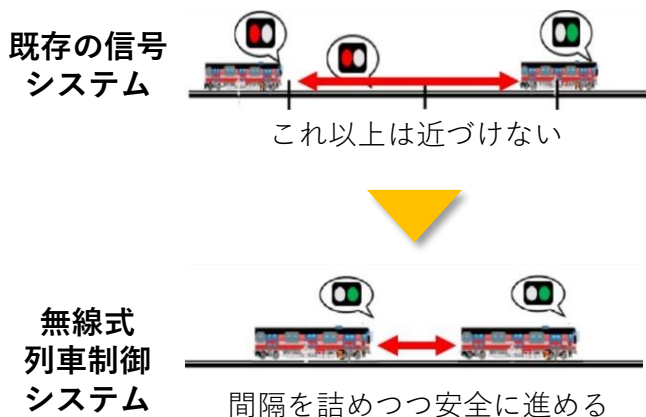 既存の信号
システム
これ以上は近づけない
無線式
列車制御
システム
間隔を詰めつつ安全に進める